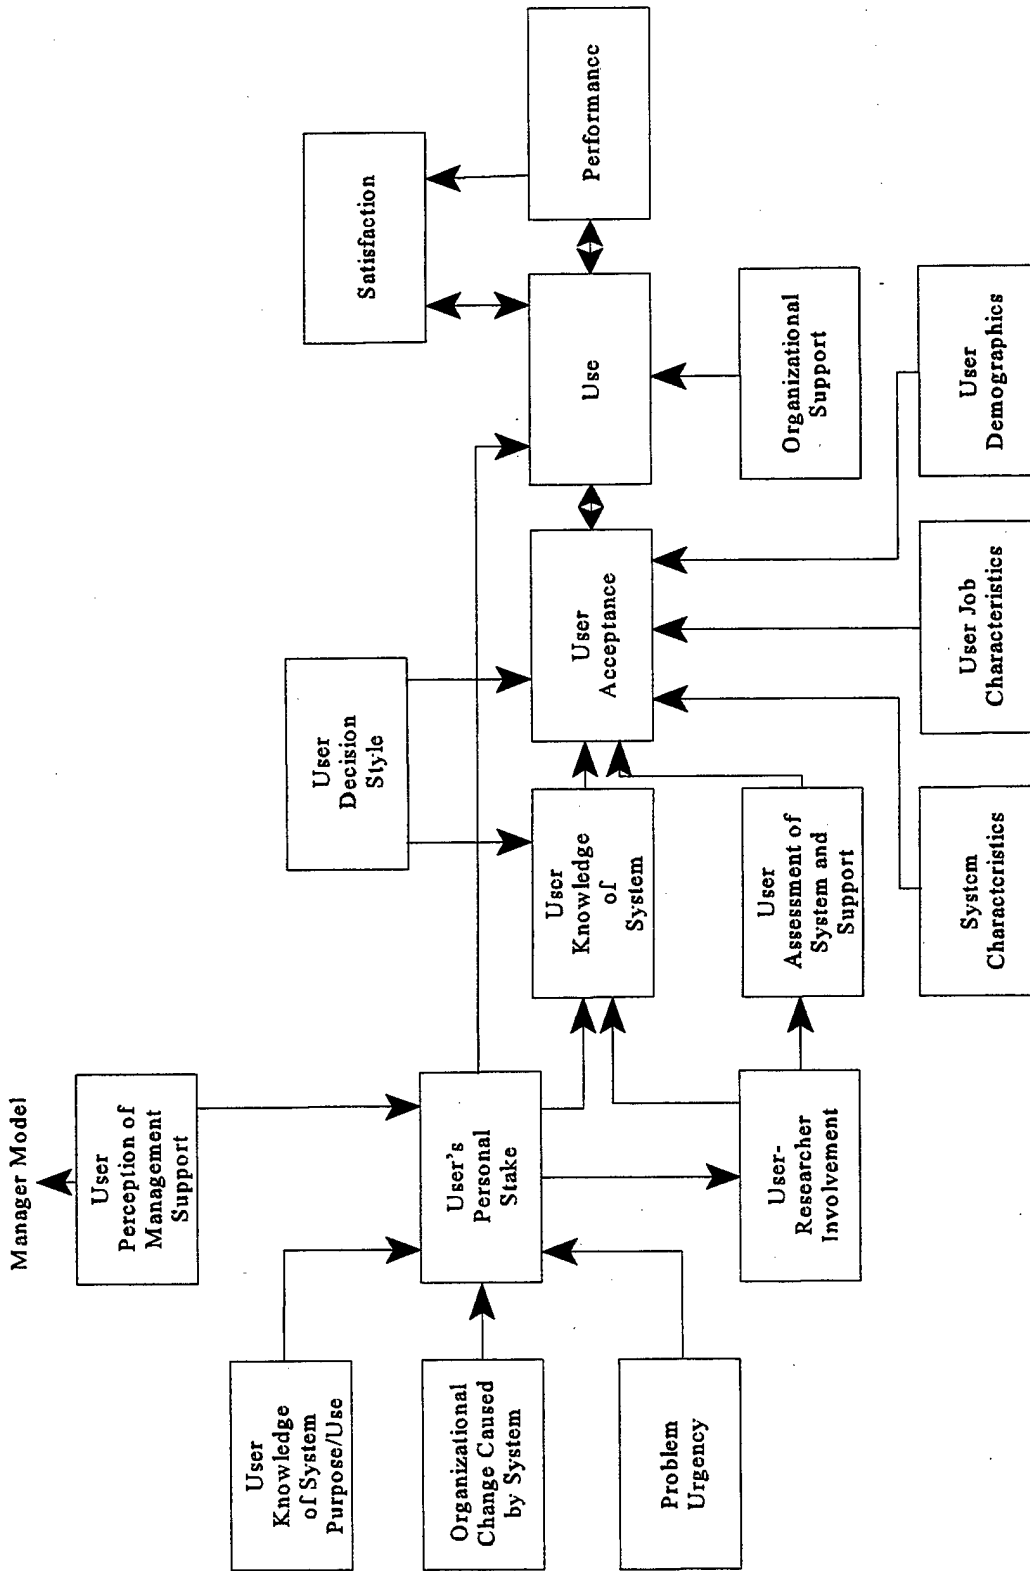 Manager Model
User
Perception of
Management
Support
User
Knowledge
of System
Purpose/Use
Organizational
Change Caused
by System
Problem
Urgency
User's
Personal
Stake
User-
Researcher
Involvement
User
Decision
Style
User
Knowledge
of
System
User
Assessment of
System and
Support
User
Acceptance
System
Characteristics
User Job
Characteristics
User
Demographics
Satisfaction
Use
Organizational
Support
Performance